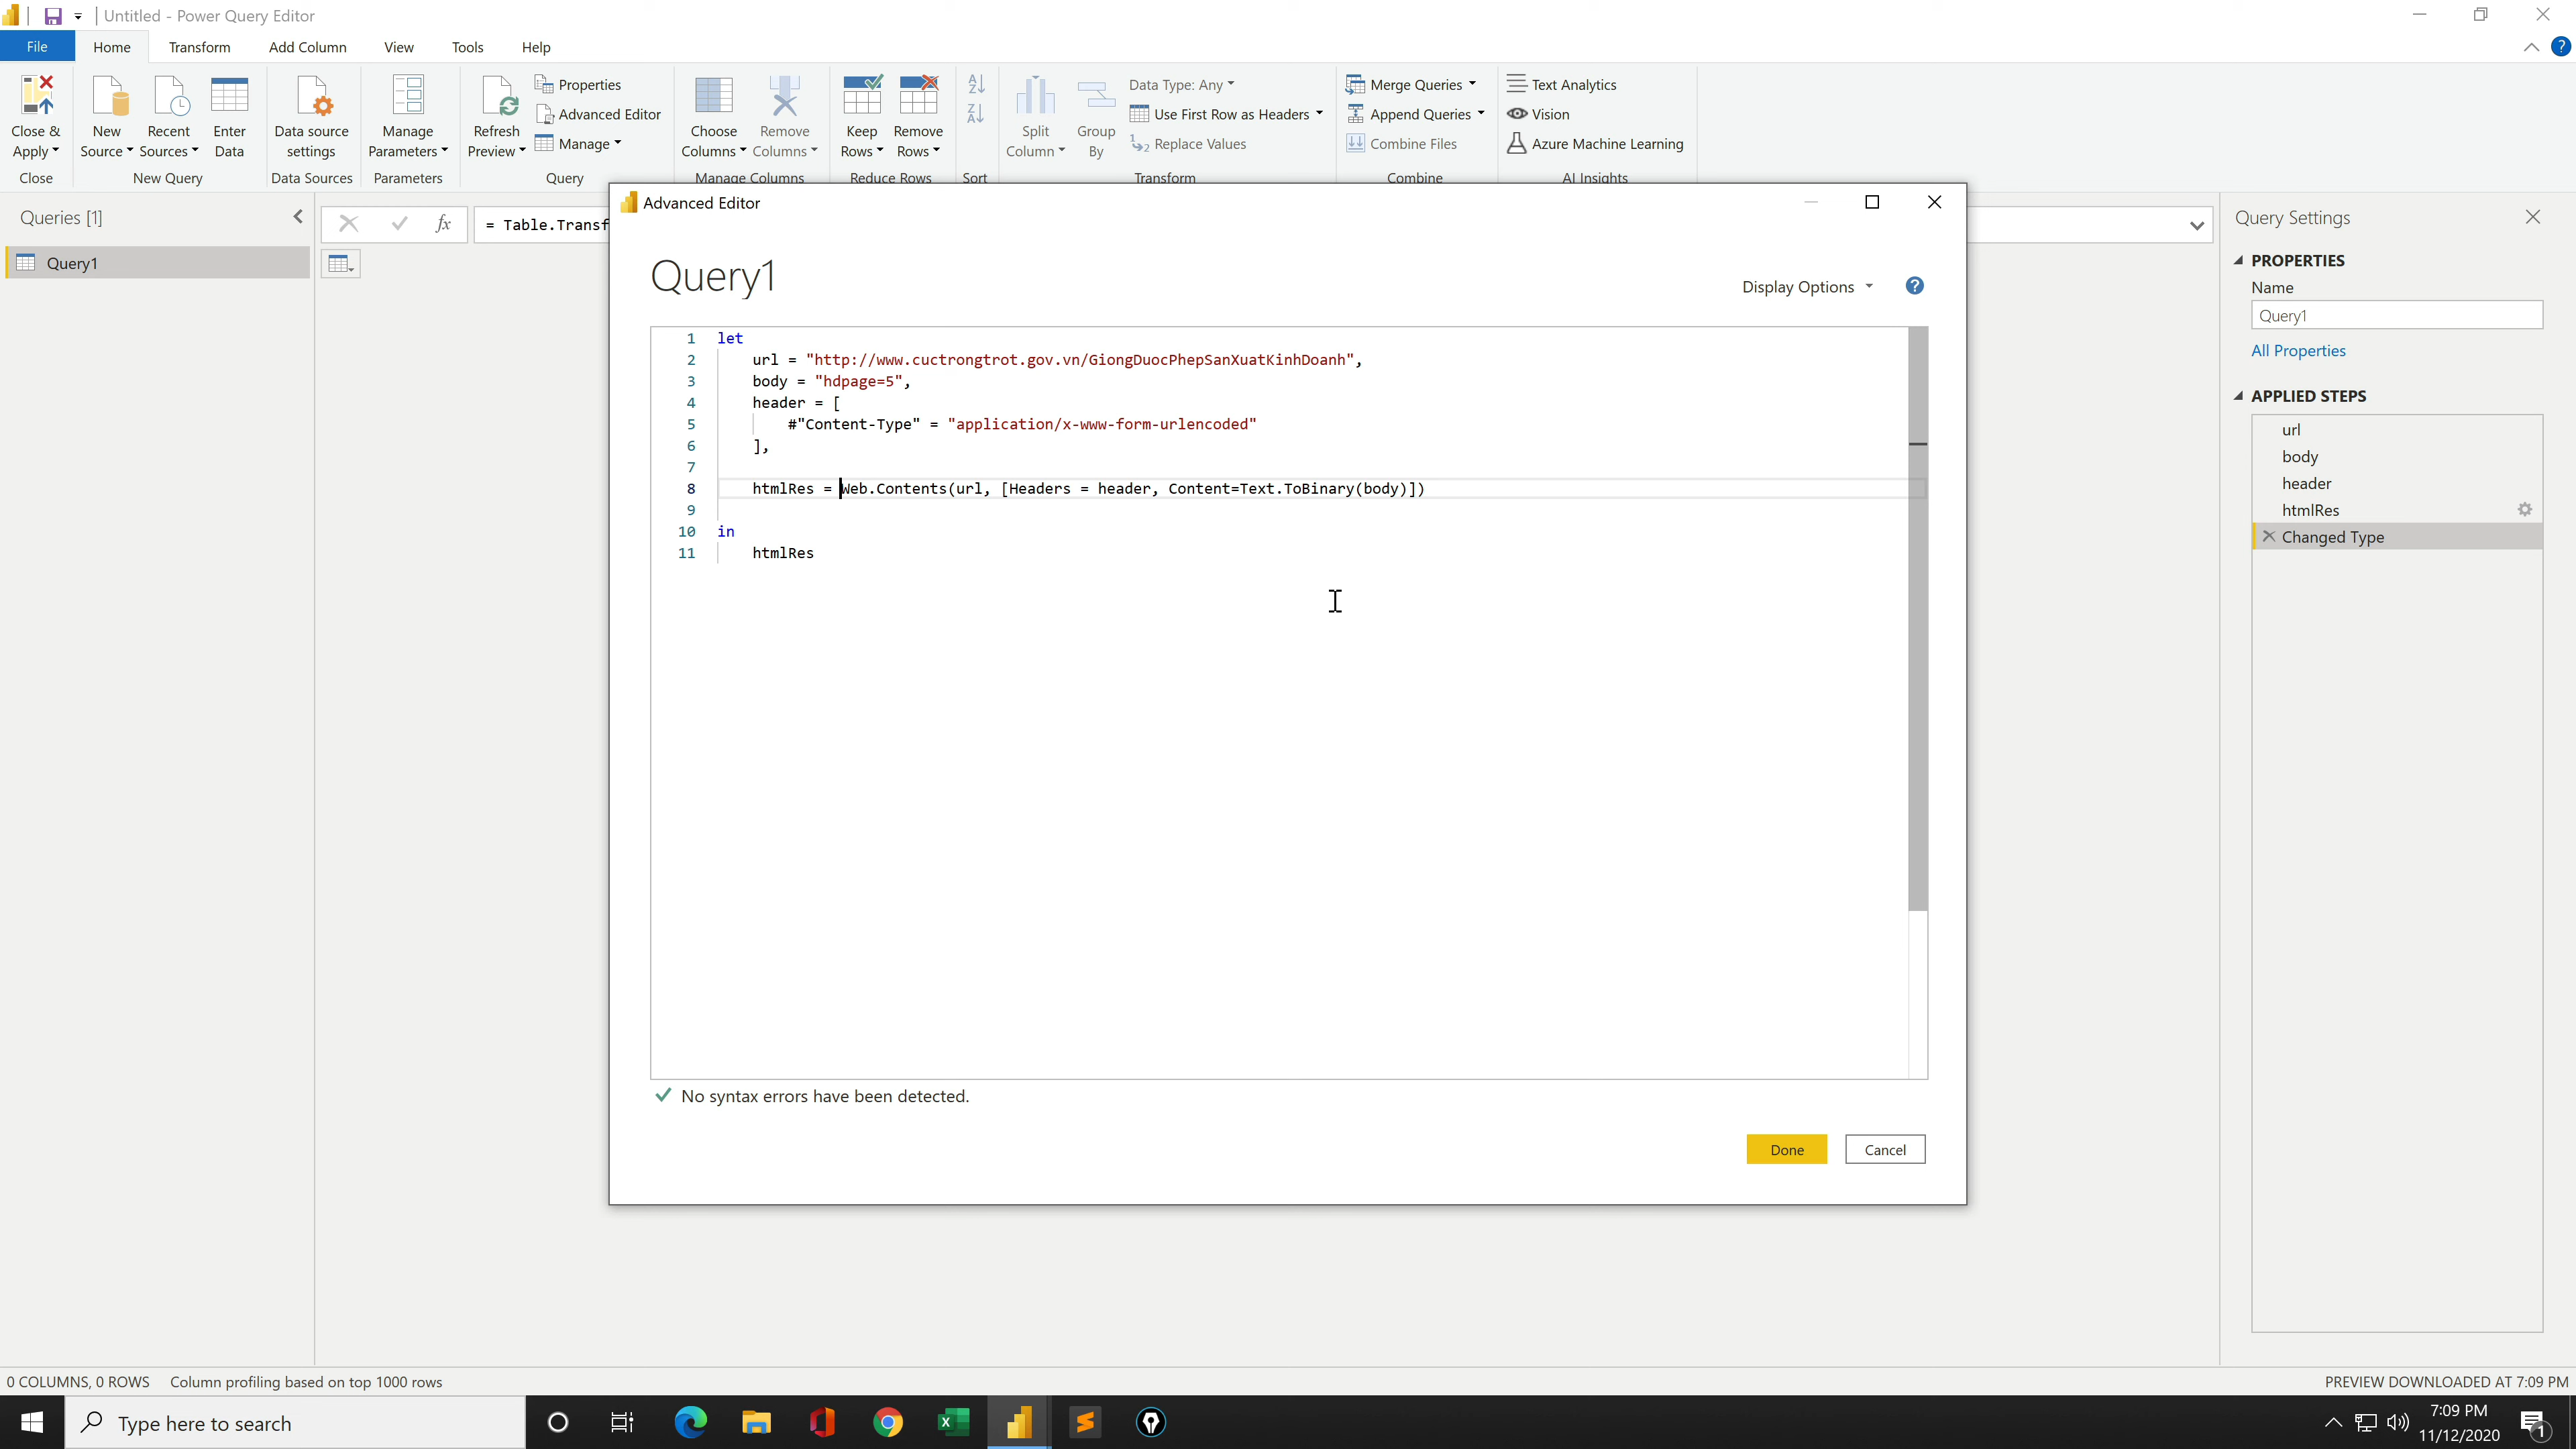 Untitled - Power Query Editor
File Home Transform Add Column View Tools Help
Close & Apply
New Source
Recent Sources
Enter Data
Data source settings
Manage Parameters
Refresh Preview
Properties
Advanced Editor
Manage
Choose Columns
Remove Columns
Keep Rows
Remove Rows
Split Column
Group By
Data Type: Any
Use First Row as Headers
Replace Values
Merge Queries
Append Queries
Combine Files
Text Analytics
Vision
Azure Machine Learning
Close New Query Data Sources Parameters Query Manage Columns Reduce Rows Sort Transform Combine AI Insights
Queries [1]
Query1
fx = Table.Transf
Advanced Editor
Query1
Display Options
1 let
2 url = "http://www.cuctrongtrot.gov.vn/GiongDuocPhepSanXuatKinhDoanh",
3 body = "hdpage=5",
4 header = [
5 #"Content-Type" = "application/x-www-form-urlencoded"
6 ],
7
8 htmlRes = Web.Contents(url, [Headers = header, Content=Text.ToBinary(body)])
9
10 in
11 htmlRes
No syntax errors have been detected.
Done Cancel
Query Settings
PROPERTIES
Name
Query1
All Properties
APPLIED STEPS
url
body
header
htmlRes
Changed Type
0 COLUMNS, 0 ROWS Column profiling based on top 1000 rows
PREVIEW DOWNLOADED AT 7:09 PM
Type here to search
7:09 PM
11/12/2020
1